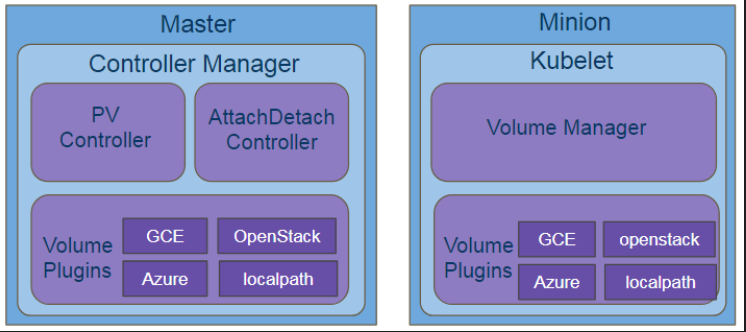 Master
Controller Manager
PV
Controller
AttachDetach
Controller
Volume
Plugins
GCE
OpenStack
Azure
localpath
Minion
Kubelet
Volume Manager
Volume
Plugins
GCE
openstack
Azure
localpath